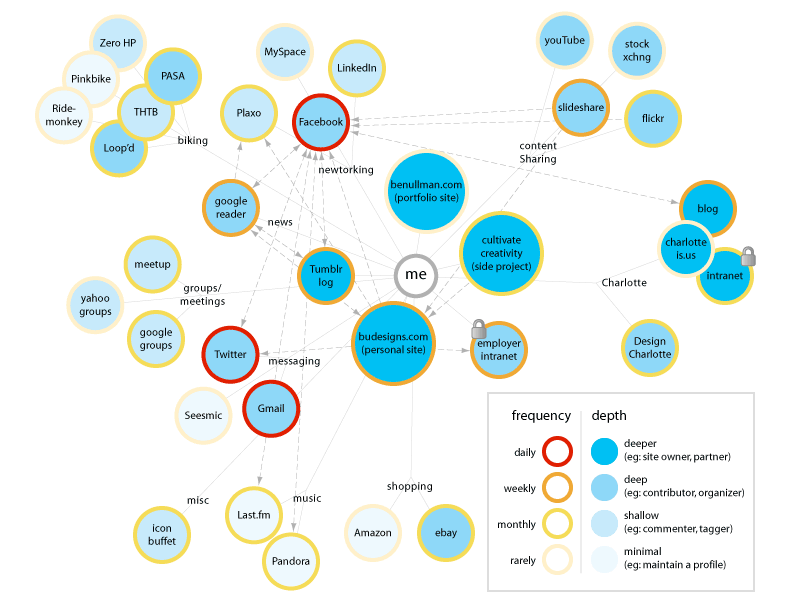 Zero HP
Pinkbike
PASA
Ride-
monkey
THTB
Loop'd
biking
MySpace
LinkedIn
Plaxo
Facebook
newtorking
youTube
stock
xchng
slideshare
flickr
content
Sharing
benullman.com
(portfolio site)
google
reader
news
blog
charlotte
is.us
intranet
cultivate
creativity
(side project)
me
Tumblr
log
meetup
yahoo
groups
groups/
meetings
google
groups
Charlotte
Design
Charlotte
budesigns.com
(personal site)
employer
intranet
Twitter
messaging
Seesmic
Gmail
shopping
misc
music
icon
buffet
Last.fm
Pandora
Amazon
ebay
frequency
depth
daily
deeper
(eg: site owner, partner)
weekly
deep
(eg: contributor, organizer)
monthly
shallow
(eg: commenter, tagger)
rarely
minimal
(eg: maintain a profile)